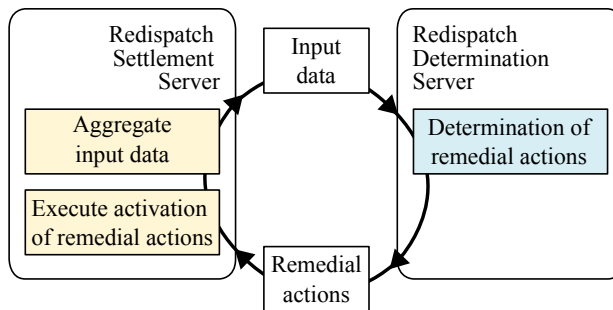 Redispatch
Settlement
Server
Aggregate
input data
Execute activation
of remedial actions
Input
data
Remedial
actions
Redispatch
Determination
Server
Determination of
remedial actions